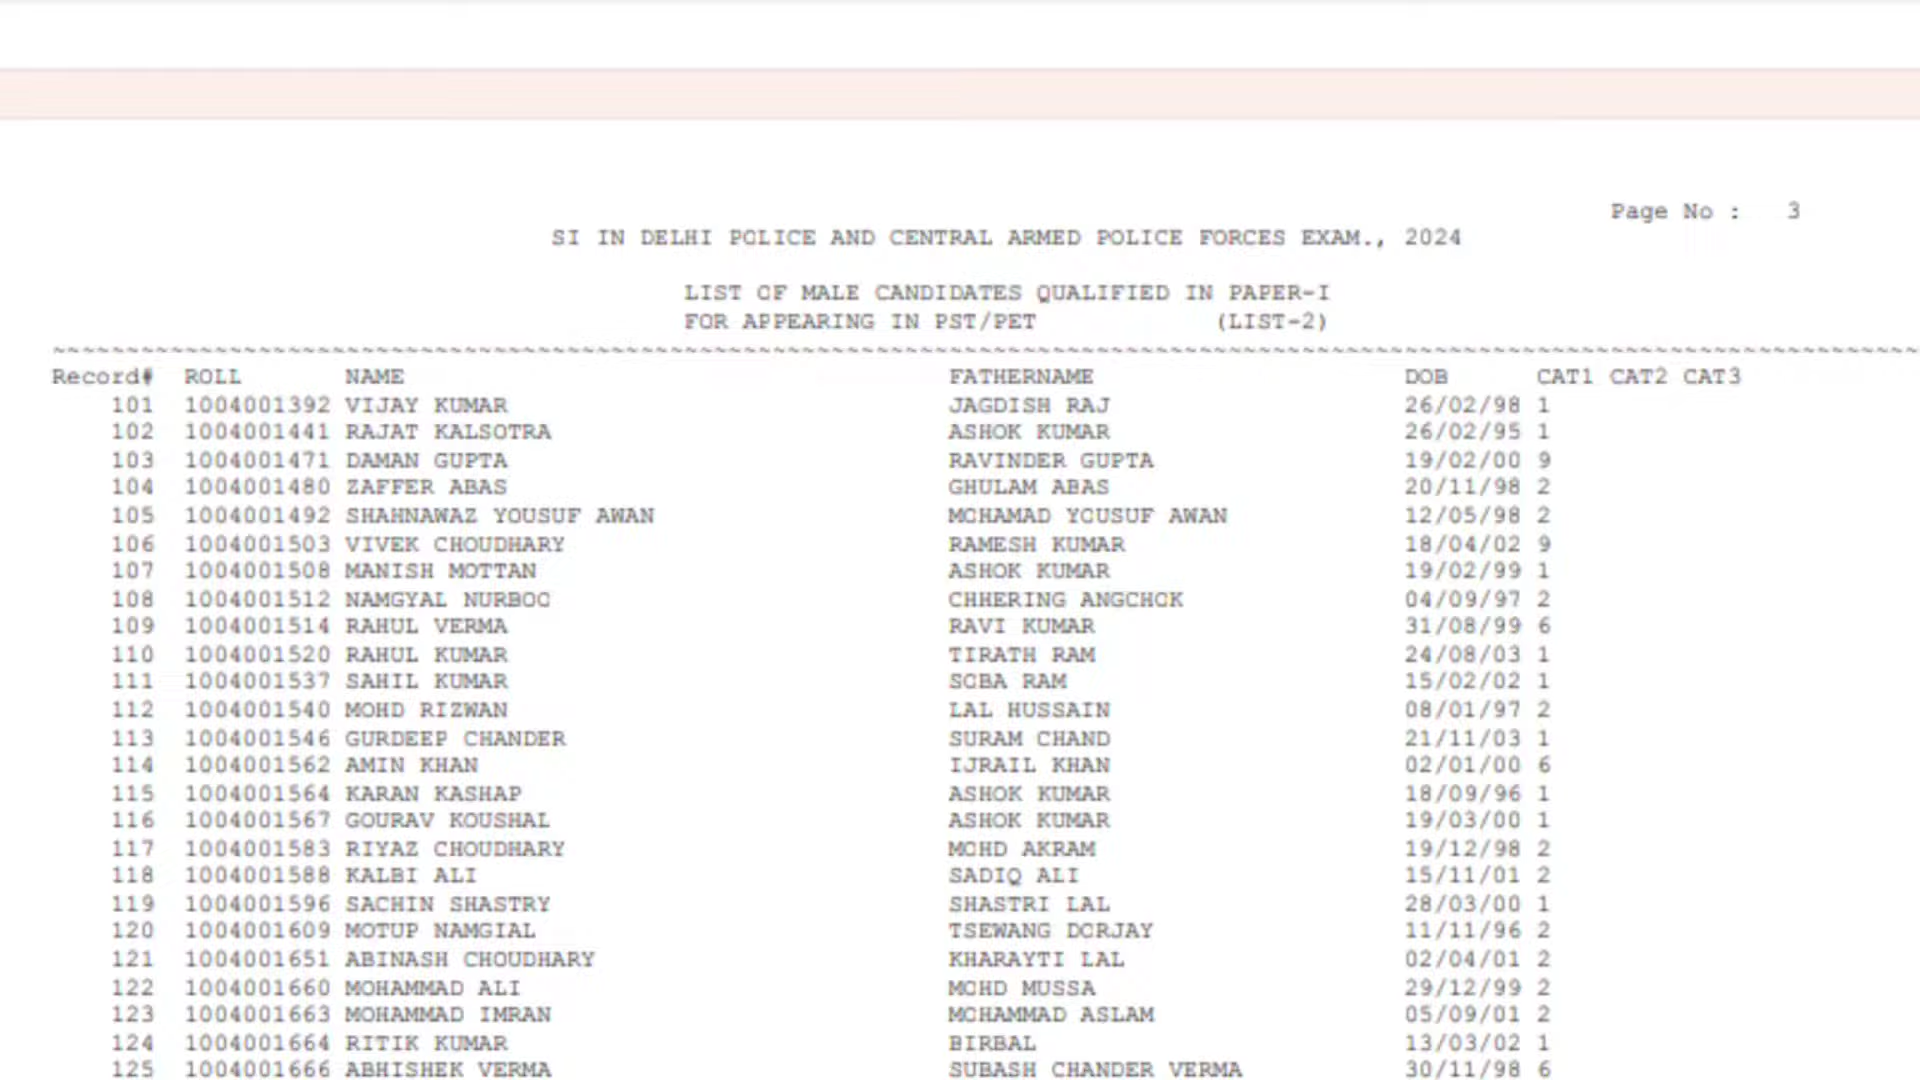 Page No : 3
SI IN DELHI POLICE AND CENTRAL ARMED POLICE FORCES EXAM., 2024
LIST OF MALE CANDIDATES QUALIFIED IN PAPER-I
FOR APPEARING IN PST/PET (LIST-2)
~~~~~~~~~~~~~~~~~~~~~~~~~~~~~~~~~~~~~~~~~~~~~~~~~~~~~~~~~~~~~~~~~~~~~~~~~~~~~~~~~~~~~~~~~~~~~~~~~~~~~~~~~~~~~~~~~~~~~~~~~~~~~~~
Record# ROLL NAME FATHERNAME DOB CAT1 CAT2 CAT3
101 1004001392 VIJAY KUMAR JAGDISH RAJ 26/02/98 1
102 1004001441 RAJAT KALSOTRA ASHOK KUMAR 26/02/95 1
103 1004001471 DAMAN GUPTA RAVINDER GUPTA 19/02/00 9
104 1004001480 ZAFFER ABAS GHULAM ABAS 20/11/98 2
105 1004001492 SHAHNAWAZ YOUSUF AWAN MOHAMAD YOUSUF AWAN 12/05/98 2
106 1004001503 VIVEK CHOUDHARY RAMESH KUMAR 18/04/02 9
107 1004001508 MANISH MOTTAN ASHOK KUMAR 19/02/99 1
108 1004001512 NAMGYAL NURBOO CHHERING ANGCHOK 04/09/97 2
109 1004001514 RAHUL VERMA RAVI KUMAR 31/08/99 6
110 1004001520 RAHUL KUMAR TIRATH RAM 24/08/03 1
111 1004001537 SAHIL KUMAR SOBA RAM 15/02/02 1
112 1004001540 MOHD RIZWAN LAL HUSSAIN 08/01/97 2
113 1004001546 GURDEEP CHANDER SURAM CHAND 21/11/03 1
114 1004001562 AMIN KHAN IJRAIL KHAN 02/01/00 6
115 1004001564 KARAN KASHAP ASHOK KUMAR 18/09/96 1
116 1004001567 GOURAV KOUSHAL ASHOK KUMAR 19/03/00 1
117 1004001583 RIYAZ CHOUDHARY MOHD AKRAM 19/12/98 2
118 1004001588 KALBI ALI SADIQ ALI 15/11/01 2
119 1004001596 SACHIN SHASTRY SHASTRI LAL 28/03/00 1
120 1004001609 MOTUP NAMGIAL TSEWANG DORJAY 11/11/96 2
121 1004001651 ABINASH CHOUDHARY KHARAYTI LAL 02/04/01 2
122 1004001660 MOHAMMAD ALI MOHD MUSSA 29/12/99 2
123 1004001663 MOHAMMAD IMRAN MOHAMMAD ASLAM 05/09/01 2
124 1004001664 RITIK KUMAR BIRBAL 13/03/02 1
125 1004001666 ABHISHEK VERMA SUBASH CHANDER VERMA 30/11/98 6